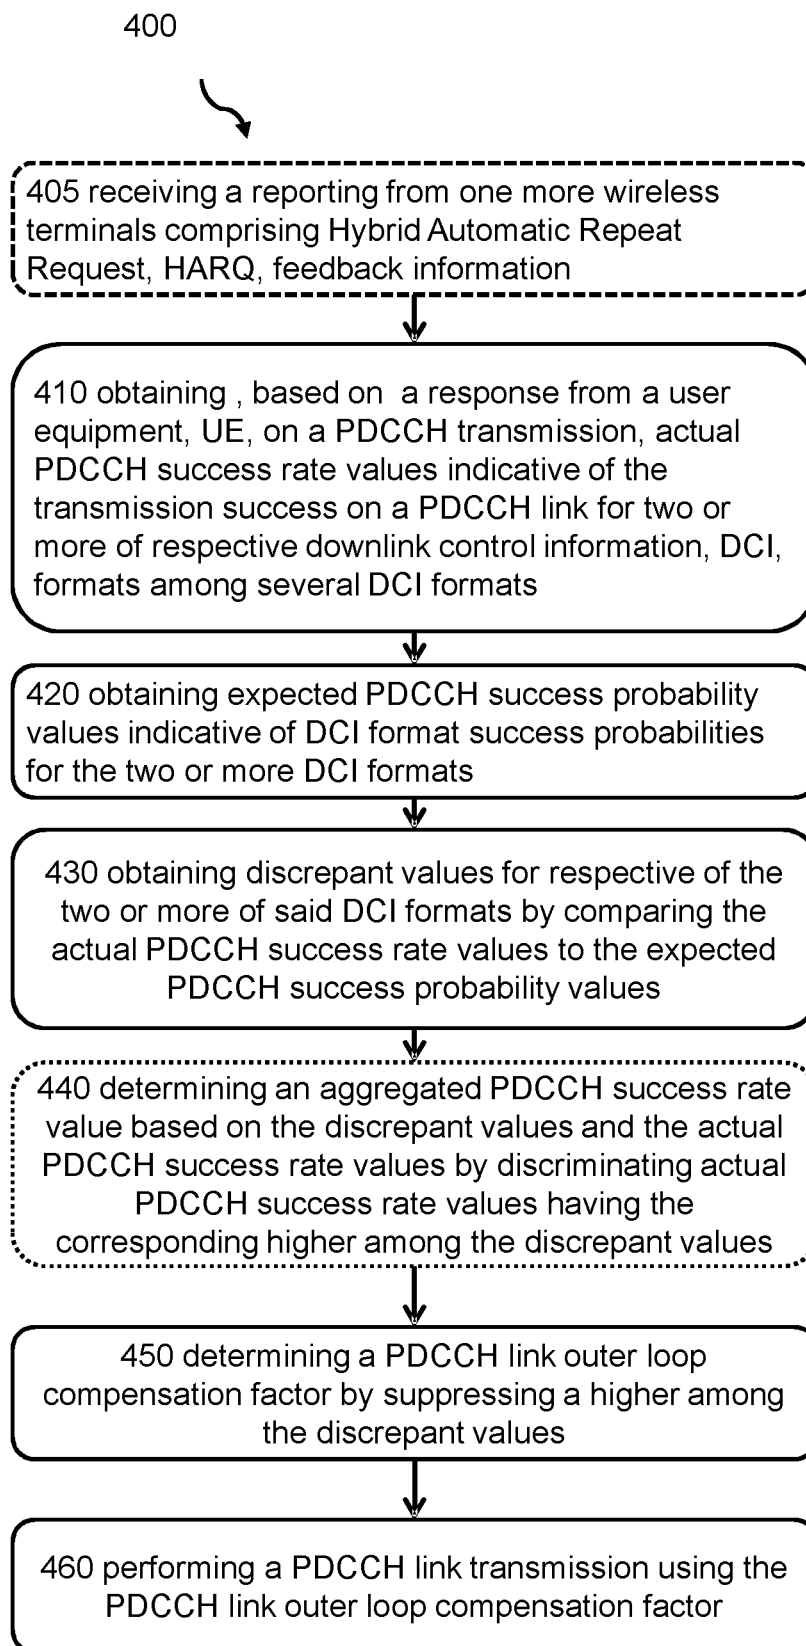 400
405 receiving a reporting from one more wireless
terminals comprising Hybrid Automatic Repeat
Request, HARQ, feedback information
410 obtaining , based on a response from a user
equipment, UE, on a PDCCH transmission, actual
PDCCH success rate values indicative of the
transmission success on a PDCCH link for two or
more of respective downlink control information, DCI,
formats among several DCI formats
420 obtaining expected PDCCH success probability
values indicative of DCI format success probabilities
for the two or more DCI formats
430 obtaining discrepant values for respective of the
two or more of said DCI formats by comparing the
actual PDCCH success rate values to the expected
PDCCH success probability values
440 determining an aggregated PDCCH success rate
value based on the discrepant values and the actual
PDCCH success rate values by discriminating actual
PDCCH success rate values having the
corresponding higher among the discrepant values
450 determining a PDCCH link outer loop
compensation factor by suppressing a higher among
the discrepant values
460 performing a PDCCH link transmission using the
PDCCH link outer loop compensation factor